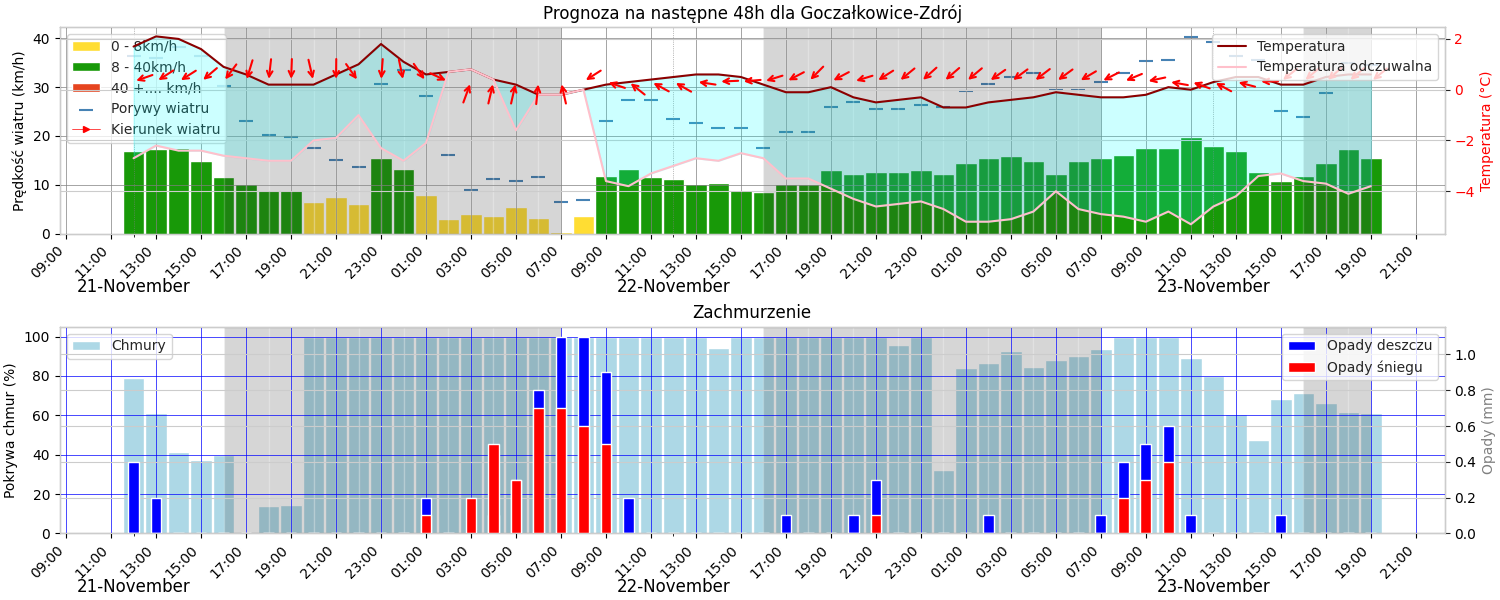 Prognoza na następne 48h dla Goczałkowice-Zdrój
Prędkość wiatru (km/h)
40
30
20
10
0
0 - 8km/h
8 - 40km/h
40 +.... km/h
Porywy wiatru
Kierunek wiatru
Temperatura
Temperatura odczuwalna
2
0
−2
−4
Temperatura (°C)
09:00 11:00 13:00 15:00 17:00 19:00 21:00 23:00 01:00 03:00 05:00 07:00 09:00 11:00 13:00 15:00 17:00 19:00 21:00 23:00 01:00 03:00 05:00 07:00 09:00 11:00 13:00 15:00 17:00 19:00 21:00
21-November 22-November 23-November
Zachmurzenie
Pokrywa chmur (%)
100
80
60
40
20
0
Chmury
Opady deszczu
Opady śniegu
1.0
0.8
0.6
0.4
0.2
0.0
Opady (mm)
09:00 11:00 13:00 15:00 17:00 19:00 21:00 23:00 01:00 03:00 05:00 07:00 09:00 11:00 13:00 15:00 17:00 19:00 21:00 23:00 01:00 03:00 05:00 07:00 09:00 11:00 13:00 15:00 17:00 19:00 21:00
21-November 22-November 23-November